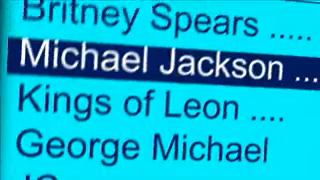 Britney Spears .....
Michael Jackson ...
Kings of Leon ....
George Michael